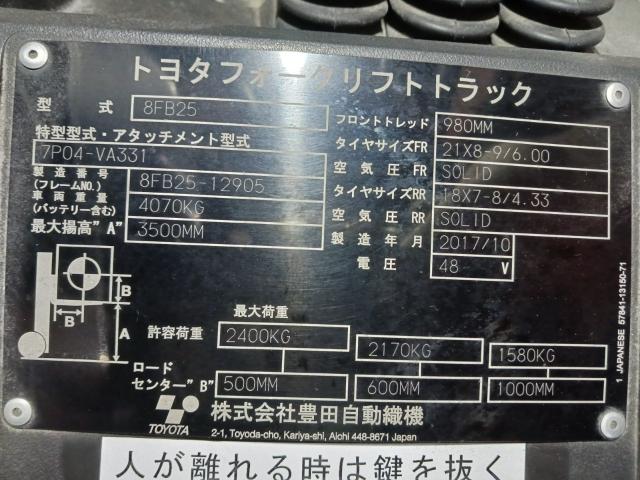 トヨタフォークリフトトラック
型式 8FB25
特型型式・アタッチメント型式
7P04-VA331
製造番号
(フレームNO.) 8FB25-12905
車両重量
(バッテリー含む) 4070KG
最大揚高"A" 3500MM
フロントトレッド 980MM
タイヤサイズFR 21X8-9/6.00
空気圧FR SOLID
タイヤサイズRR 18X7-8/4.33
空気圧RR SOLID
製造年月 2017/10
電圧 48 V
B
B
A
最大荷重
許容荷重 2400KG 2170KG 1580KG
ロード
センター"B" 500MM 600MM 1000MM
TOYOTA
株式会社豊田自動織機
2-1, Toyoda-cho, Kariya-shi, Aichi 448-8671 Japan
1 JAPANESE 57841-13150-71
人が離れる時は鍵を抜く